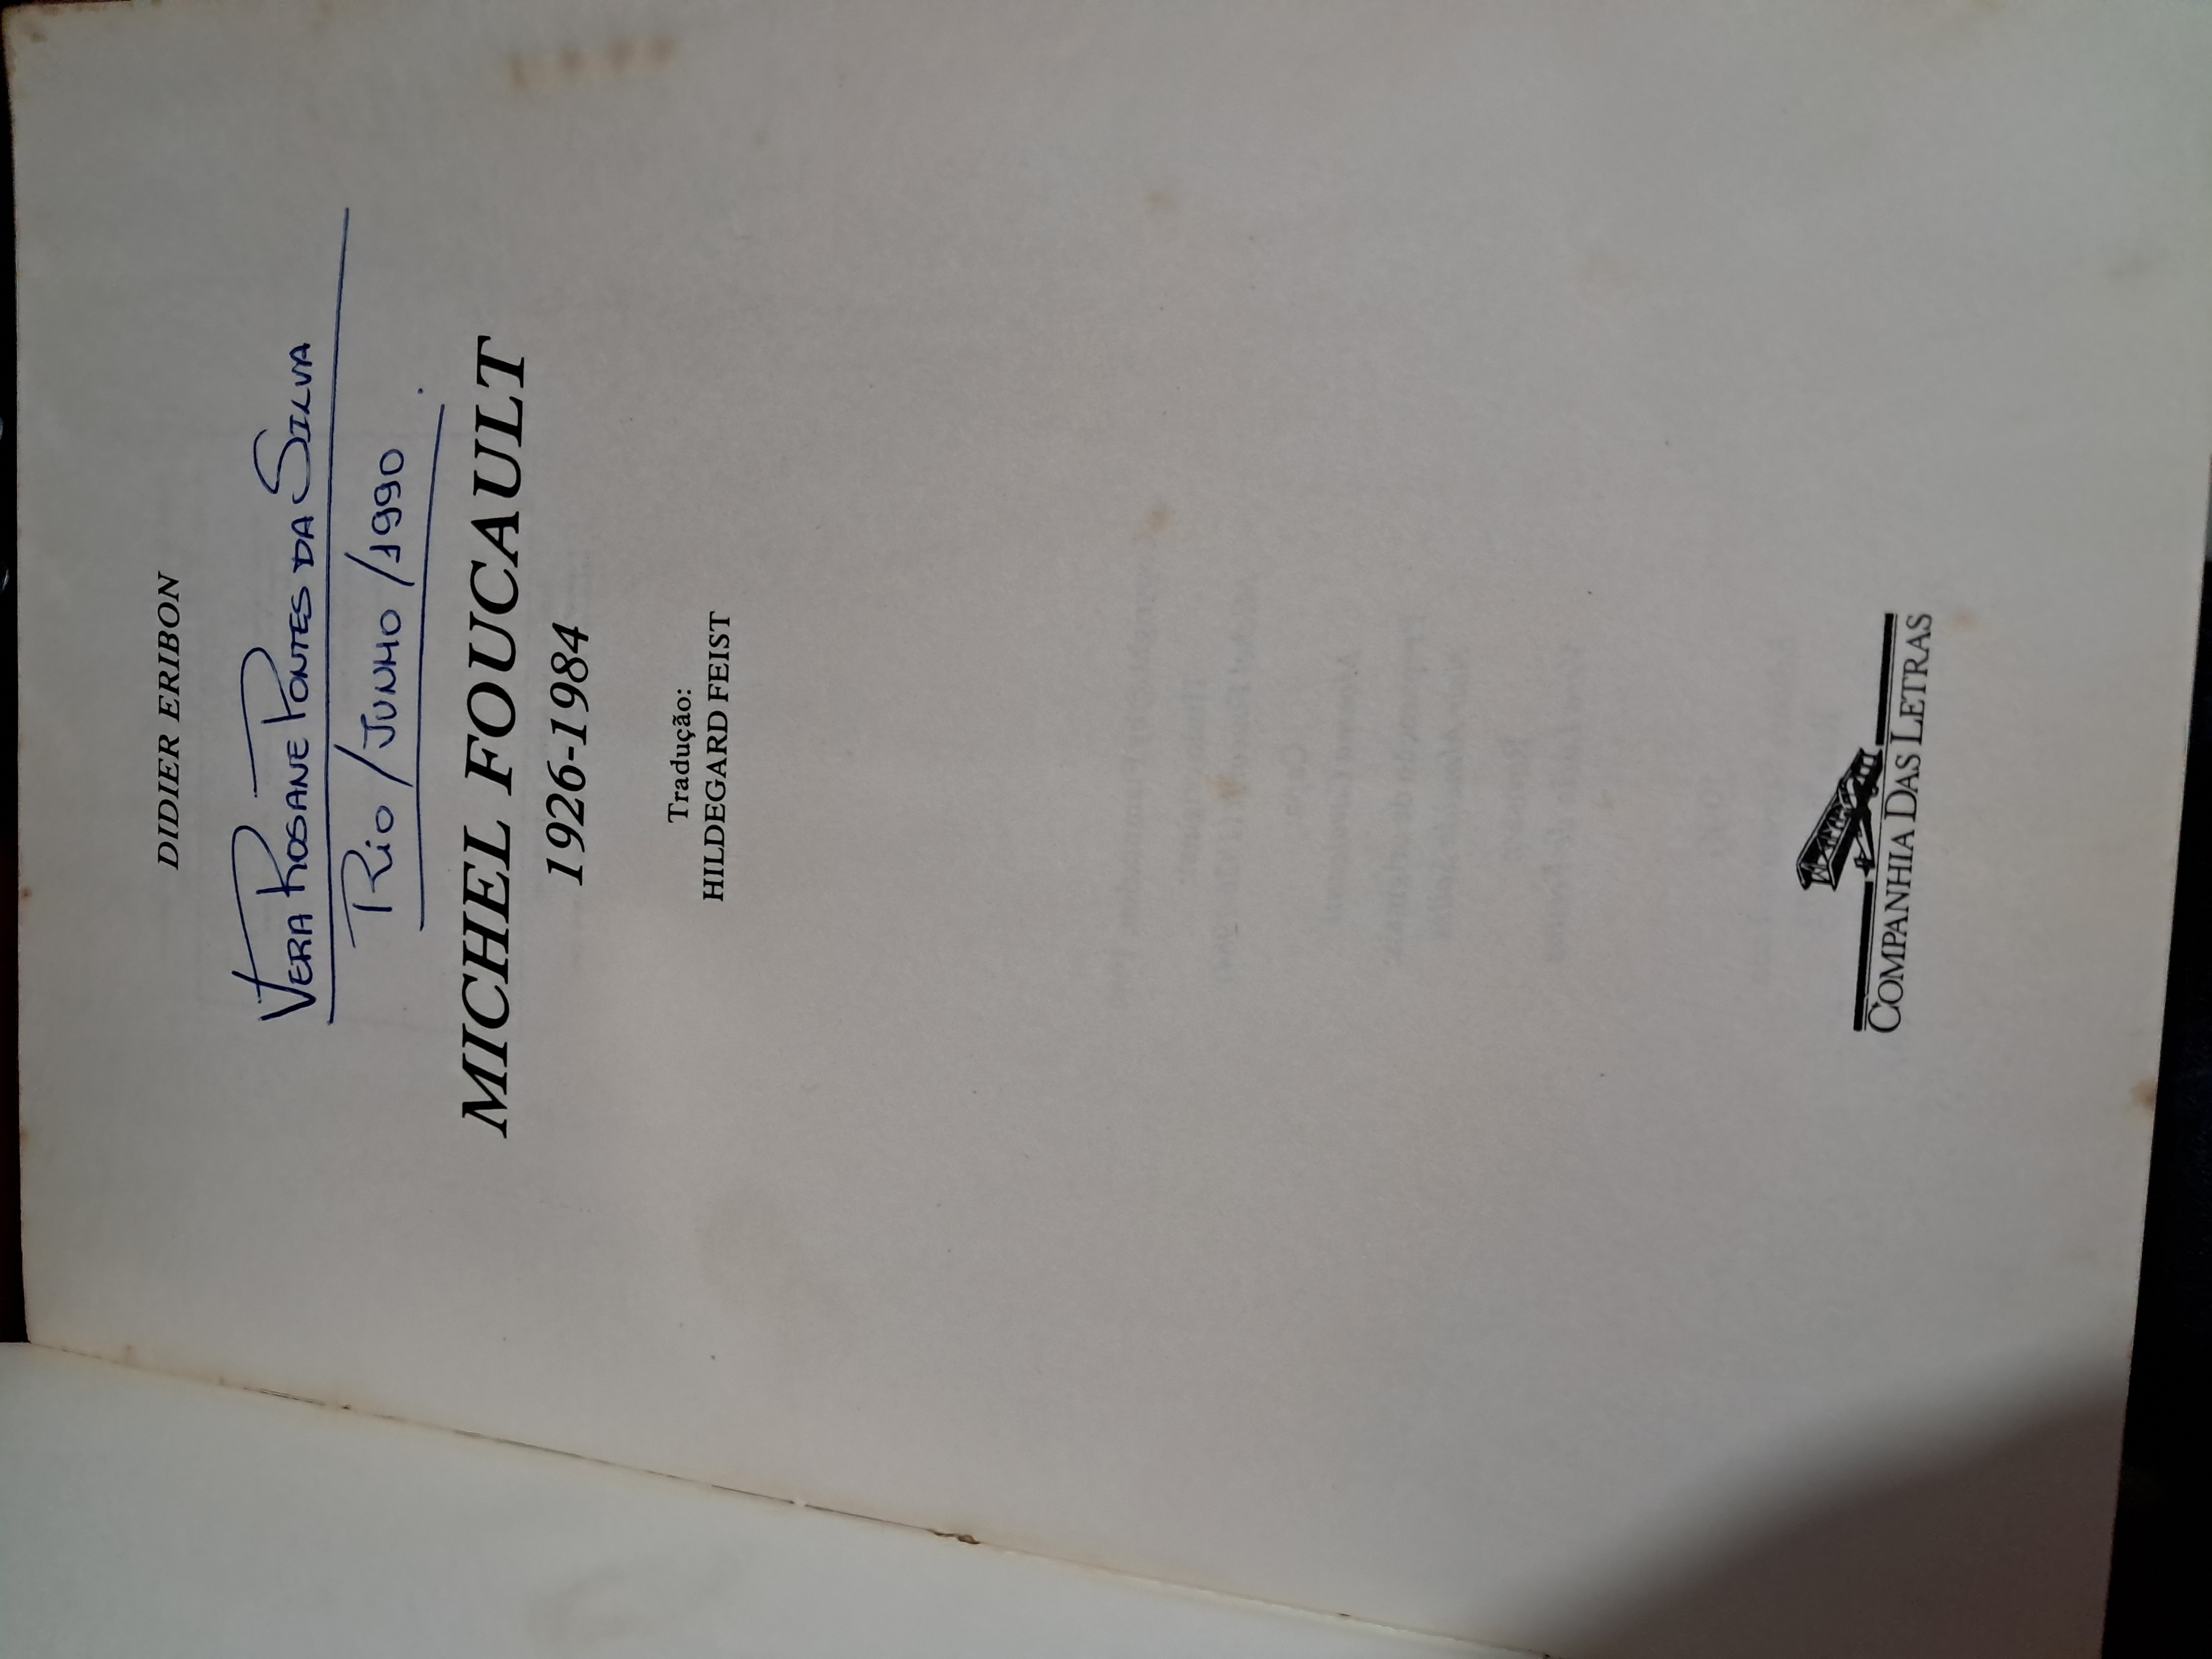 DIDIER ERIBON
VERA ROSANE PONTES DA SILVA
RIO / JUNHO / 1990.
MICHEL FOUCAULT
1926-1984
Tradução:
HILDEGARD FEIST
COMPANHIA DAS LETRAS